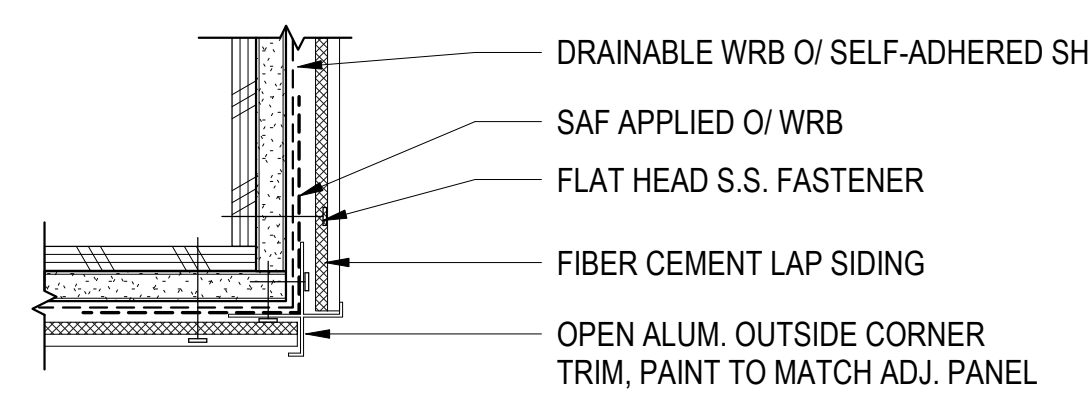 DRAINABLE WRB O/ SELF-ADHERED SH
SAF APPLIED O/ WRB
FLAT HEAD S.S. FASTENER
FIBER CEMENT LAP SIDING
OPEN ALUM. OUTSIDE CORNER
TRIM, PAINT TO MATCH ADJ. PANEL